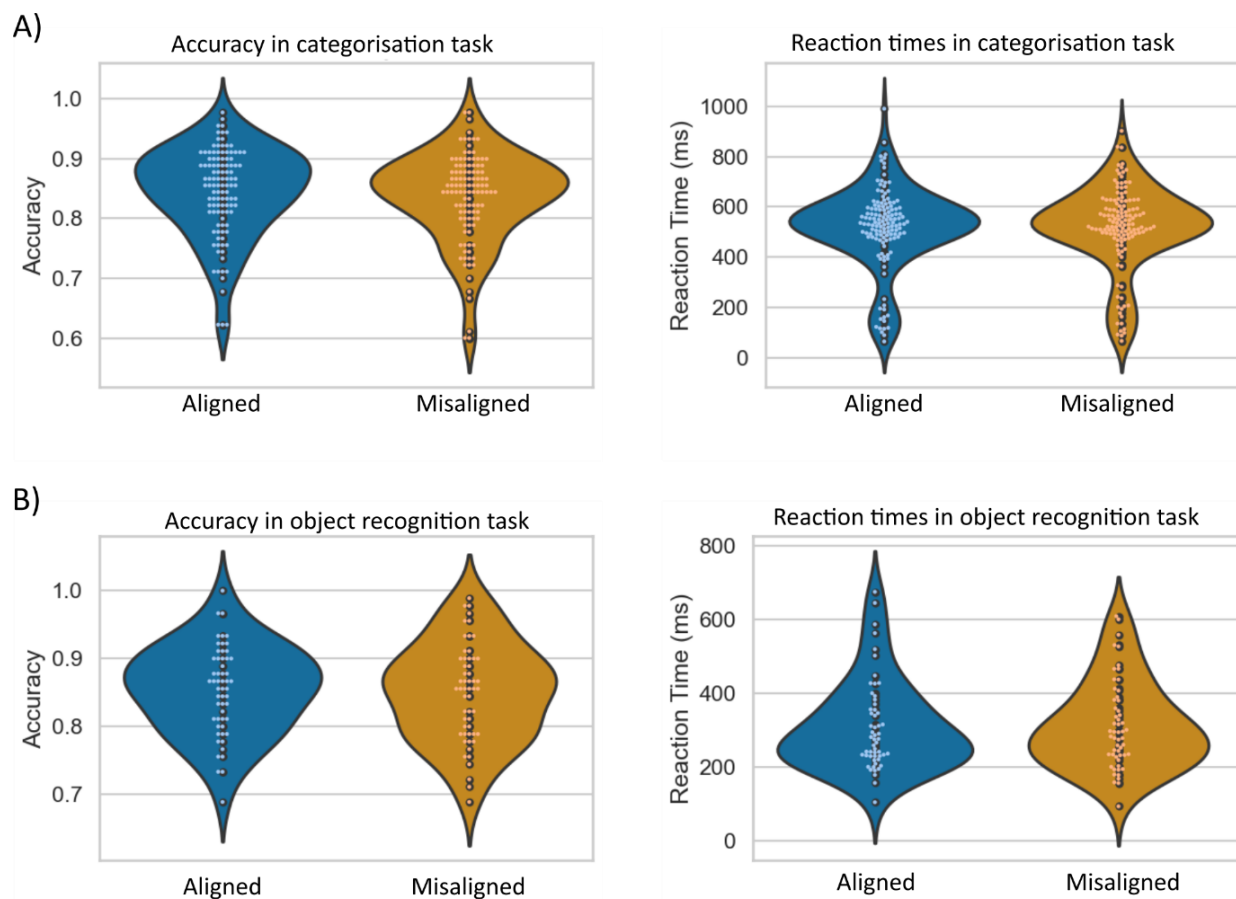 A)
Accuracy in categorisation task
Reaction times in categorisation task
1.0
0.9
0.8
0.7
0.6
Accuracy
Aligned
Misaligned
1000
800
600
400
200
0
Reaction Time (ms)
Aligned
Misaligned
B)
Accuracy in object recognition task
Reaction times in object recognition task
1.0
0.9
0.8
0.7
Accuracy
Aligned
Misaligned
800
600
400
200
0
Reaction Time (ms)
Aligned
Misaligned